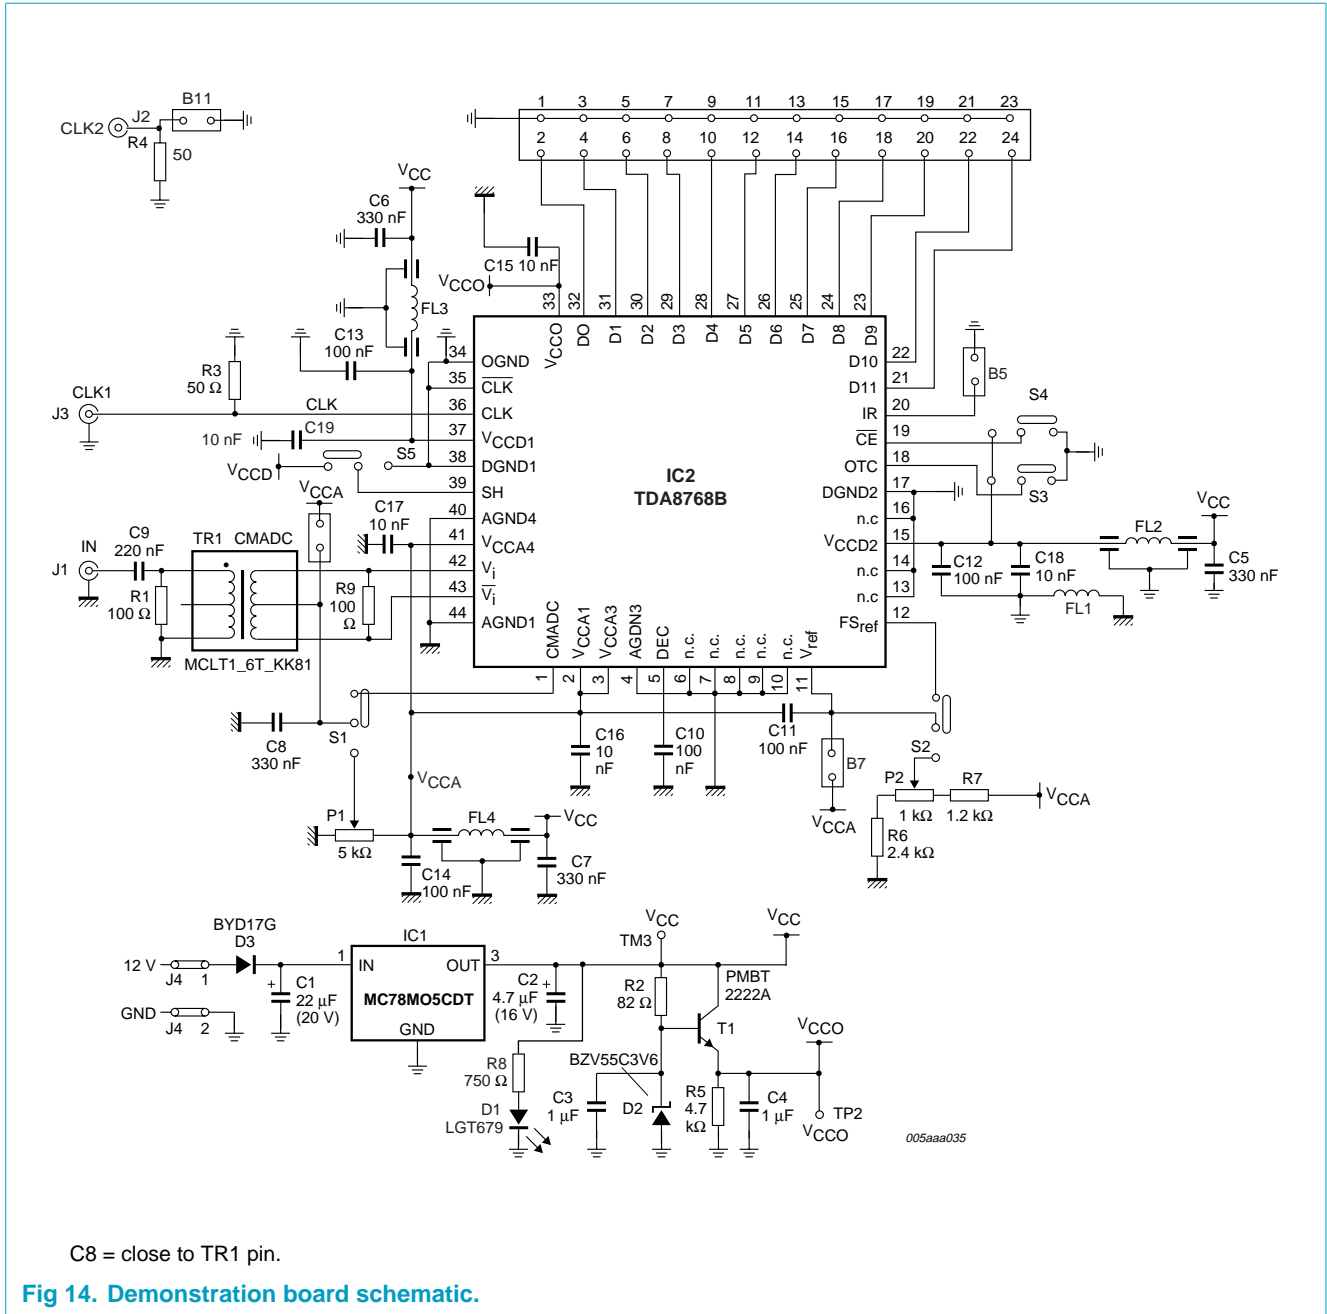 B11
J2
CLK2
R4
50
1 3 5 7 9 11 13 15 17 19 21 23
2 4 6 8 10 12 14 16 18 20 22 24
VCC
C6
330 nF
C15 10 nF
VCCO
FL3
C13
100 nF
33 32 31 30 29 28 27 26 25 24 23
VCCO DO D1 D2 D3 D4 D5 D6 D7 D8 D9
R3
50 Ω
CLK1
J3
CLK
C19
10 nF
S5
VCCD
VCCA
34 OGND
35 CLK
36 CLK
37 VCCD1
38 DGND1
39 SH
40 AGND4
41 VCCA4
42 Vi
43 Vi
44 AGND1
IC2
TDA8768B
D10 22
D11 21
IR 20
CE 19
OTC 18
DGND2 17
n.c 16
VCCD2 15
n.c 14
n.c 13
FSref 12
B5
S4
S3
VCC
FL2
C12
100 nF
C18
10 nF
C5
330 nF
FL1
C17
10 nF
IN
J1
C9
220 nF
TR1 CMADC
R1
100 Ω
R9
100
Ω
MCLT1_6T_KK81
CMADC VCCA1 VCCA3 AGDN3 DEC n.c. n.c. n.c. n.c. n.c. Vref
1 2 3 4 5 6 7 8 9 10 11
C8
330 nF
S1
C16
10
nF
C10
100
nF
C11
100 nF
B7
VCCA
S2
P2
1 kΩ
R7
1.2 kΩ
VCCA
R6
2.4 kΩ
VCCA
P1
5 kΩ
FL4
VCC
C14
100 nF
C7
330 nF
BYD17G
D3
12 V
J4 1
GND
J4 2
C1
+
22 µF
(20 V)
IC1
1 IN OUT 3
MC78MO5CDT
GND
C2
+
4.7 µF
(16 V)
R8
750 Ω
D1
LGT679
VCC
TM3
R2
82 Ω
VCC
PMBT
2222A
T1
BZV55C3V6
C3
1 µF
D2
R5
4.7
kΩ
C4
1 µF
VCCO
TP2
VCCO
005aaa035
C8 = close to TR1 pin.
Fig 14. Demonstration board schematic.